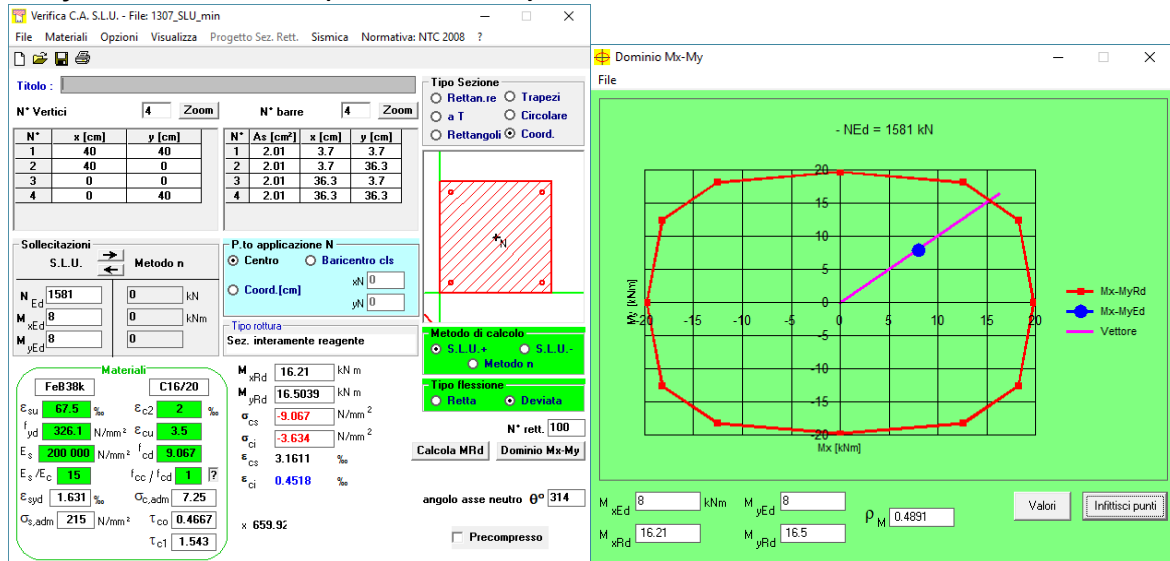 Verifica C.A. S.L.U. - File: 1307_SLU_min
File Materiali Opzioni Visualizza Progetto Sez. Rett. Sismica Normativa: NTC 2008 ?
Titolo :
N° Vertici 4 Zoom N° barre 4 Zoom
N° x [cm] y [cm]
1 40 40
2 40 0
3 0 0
4 0 40
N° As [cm²] x [cm] y [cm]
1 2.01 3.7 3.7
2 2.01 3.7 36.3
3 2.01 36.3 3.7
4 2.01 36.3 36.3
Tipo Sezione
Rettan.re Trapezi
a T Circolare
Rettangoli Coord.
N
Sollecitazioni
S.L.U. Metodo n
N Ed 1581 0 kN
M xEd 8 0 kNm
M yEd 8 0
P.to applicazione N
Centro Baricentro cls
Coord.[cm] xN 0
yN 0
Tipo rottura
Sez. interamente reagente
Metodo di calcolo
S.L.U.+ S.L.U.-
Metodo n
Tipo flessione
Retta Deviata
N° rett. 100
Calcola MRd Dominio Mx-My
angolo asse neutro θ° 314
Precompresso
Materiali
FeB38k C16/20
εsu 67.5 ‰ εc2 2 ‰
fyd 326.1 N/mm² εcu 3.5
Es 200 000 N/mm² fcd 9.067
Es/Ec 15 fcc/fcd 1 ?
εsyd 1.631 ‰ σc,adm 7.25
σs,adm 215 N/mm² τco 0.4667
τc1 1.543
M xRd 16.21 kN m
M yRd 16.5039 kN m
σcs -9.067 N/mm²
σci -3.634 N/mm²
εcs 3.1611 ‰
εci 0.4518 ‰
x 659.92
Dominio Mx-My
File
- NEd = 1581 kN
20
15
10
5
0
-5
-10
-15
-20
-20 -15 -10 -5 0 5 10 15 20
My [kNm]
Mx [kNm]
Mx-MyRd
Mx-MyEd
Vettore
M xEd 8 kNm M yEd 8
M xRd 16.21 M yRd 16.5
ρM 0.4891
Valori Infittisci punti